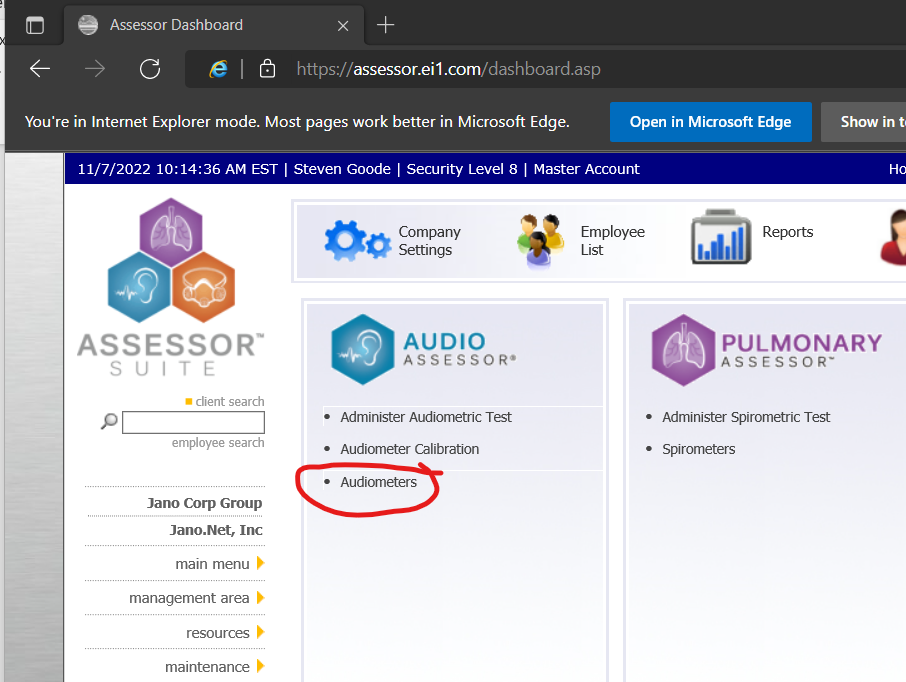 Assessor Dashboard
https://assessor.ei1.com/dashboard.asp
You're in Internet Explorer mode. Most pages work better in Microsoft Edge.
Open in Microsoft Edge
Show in t
11/7/2022 10:14:36 AM EST | Steven Goode | Security Level 8 | Master Account
Ho
Company
Settings
Employee
List
Reports
ASSESSOR™
SUITE
client search
employee search
Jano Corp Group
Jano.Net, Inc
main menu
management area
resources
maintenance
AUDIO
ASSESSOR®
• Administer Audiometric Test
• Audiometer Calibration
• Audiometers
PULMONARY
ASSESSOR™
• Administer Spirometric Test
• Spirometers